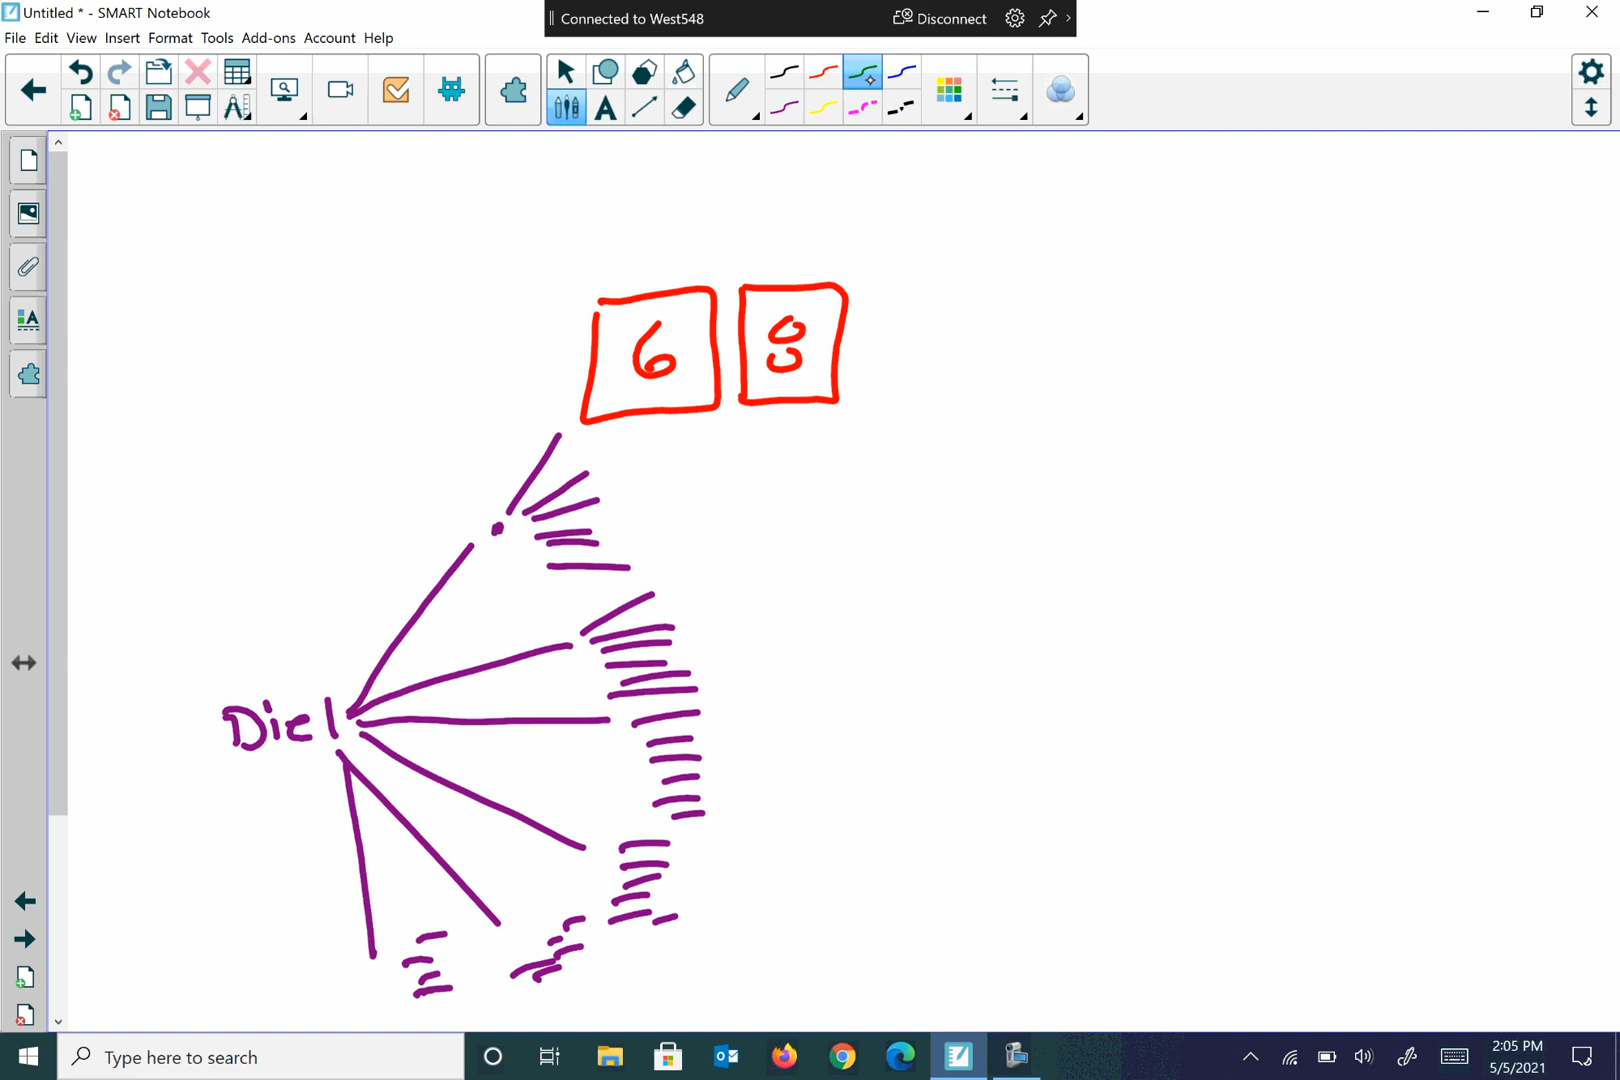 Untitled * - SMART Notebook
Connected to West548
Disconnect
File Edit View Insert Format Tools Add-ons Account Help
6 8
Die 1
Type here to search
2:05 PM
5/5/2021